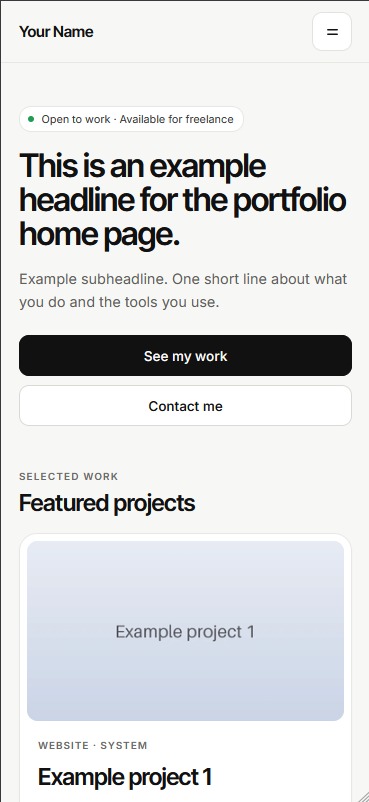 Your Name
Open to work · Available for freelance
This is an example
headline for the portfolio
home page.
Example subheadline. One short line about what
you do and the tools you use.
See my work
Contact me
SELECTED WORK
Featured projects
Example project 1
WEBSITE · SYSTEM
Example project 1